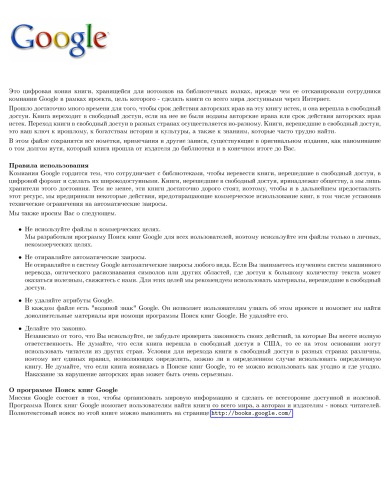 Google
Это цифровая копия книги, хранящейся для потомков на библиотечных полках, прежде чем ее отсканировали сотрудники
компании Google в рамках проекта, цель которого - сделать книги со всего мира доступными через Интернет.
Прошло достаточно много времени для того, чтобы срок действия авторских прав на эту книгу истек, и она перешла в свободный
доступ. Книга переходит в свободный доступ, если на нее не были поданы авторские права или срок действия авторских прав
истек. Переход книги в свободный доступ в разных странах осуществляется по-разному. Книги, перешедшие в свободный доступ,
это наш ключ к прошлому, к богатствам истории и культуры, а также к знаниям, которые часто трудно найти.
В этом файле сохранятся все пометки, примечания и другие записи, существующие в оригинальном издании, как напоминание
о том долгом пути, который книга прошла от издателя до библиотеки и в конечном итоге до Вас.
Правила использования
Компания Google гордится тем, что сотрудничает с библиотеками, чтобы перевести книги, перешедшие в свободный доступ, в
цифровой формат и сделать их широкодоступными. Книги, перешедшие в свободный доступ, принадлежат обществу, а мы лишь
хранители этого достояния. Тем не менее, эти книги достаточно дорого стоят, поэтому, чтобы и в дальнейшем предоставлять
этот ресурс, мы предприняли некоторые действия, предотвращающие коммерческое использование книг, в том числе установив
технические ограничения на автоматические запросы.
Мы также просим Вас о следующем.
• Не используйте файлы в коммерческих целях.
Мы разработали программу Поиск книг Google для всех пользователей, поэтому используйте эти файлы только в личных,
некоммерческих целях.
• Не отправляйте автоматические запросы.
Не отправляйте в систему Google автоматические запросы любого вида. Если Вы занимаетесь изучением систем машинного
перевода, оптического распознавания символов или других областей, где доступ к большому количеству текста может
оказаться полезным, свяжитесь с нами. Для этих целей мы рекомендуем использовать материалы, перешедшие в свободный
доступ.
• Не удаляйте атрибуты Google.
В каждом файле есть "водяной знак" Google. Он позволяет пользователям узнать об этом проекте и помогает им найти
дополнительные материалы при помощи программы Поиск книг Google. Не удаляйте его.
• Делайте это законно.
Независимо от того, что Вы используйте, не забудьте проверить законность своих действий, за которые Вы несете полную
ответственность. Не думайте, что если книга перешла в свободный доступ в США, то ее на этом основании могут
использовать читатели из других стран. Условия для перехода книги в свободный доступ в разных странах различны,
поэтому нет единых правил, позволяющих определить, можно ли в определенном случае использовать определенную
книгу. Не думайте, что если книга появилась в Поиске книг Google, то ее можно использовать как угодно и где угодно.
Наказание за нарушение авторских прав может быть очень серьезным.
О программе Поиск кпиг Google
Миссия Google состоит в том, чтобы организовать мировую информацию и сделать ее всесторонне доступной и полезной.
Программа Поиск книг Google помогает пользователям найти книги со всего мира, а авторам и издателям - новых читателей.
Полнотекстовый поиск по этой книге можно выполнить на странице http://books.google.com/